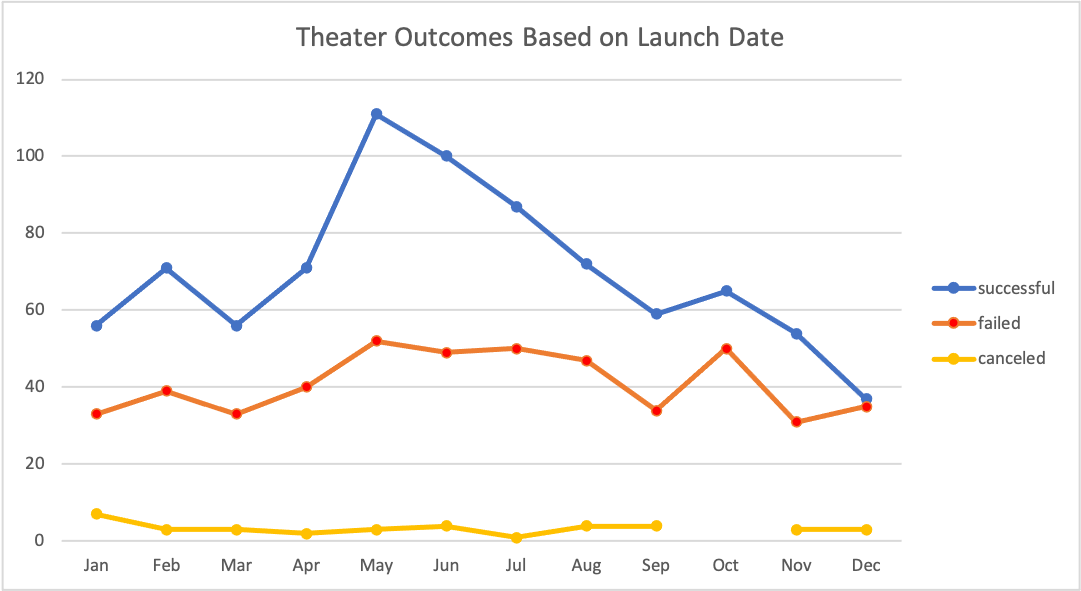 Theater Outcomes Based on Launch Date
120
100
80
60
40
20
0
Jan Feb Mar Apr May Jun Jul Aug Sep Oct Nov Dec
successful
failed
canceled